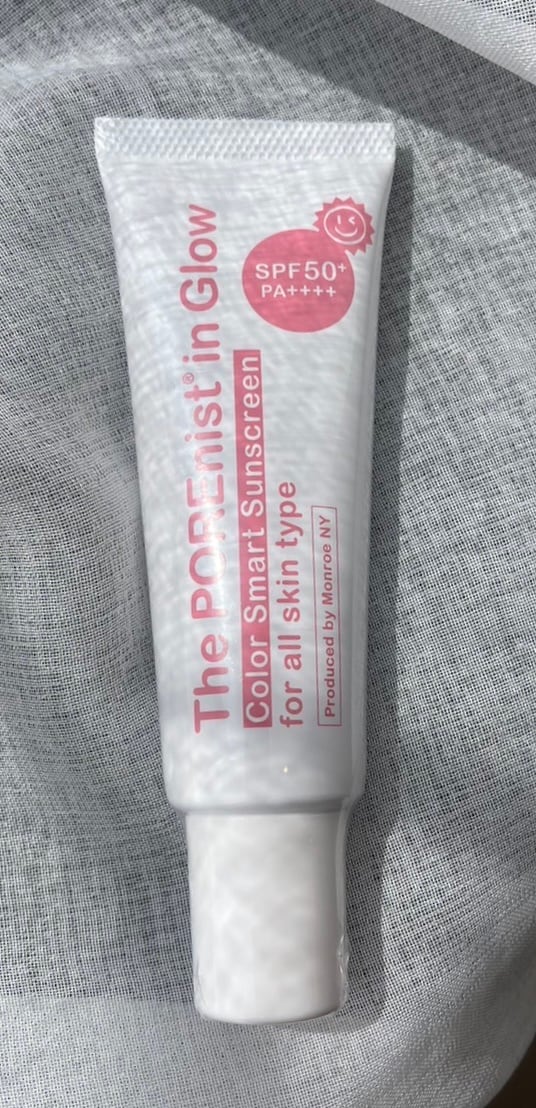 The POREnist® in Glow
Color Smart Sunscreen
for all skin type
Produced by Monroe NY
SPF50+
PA++++